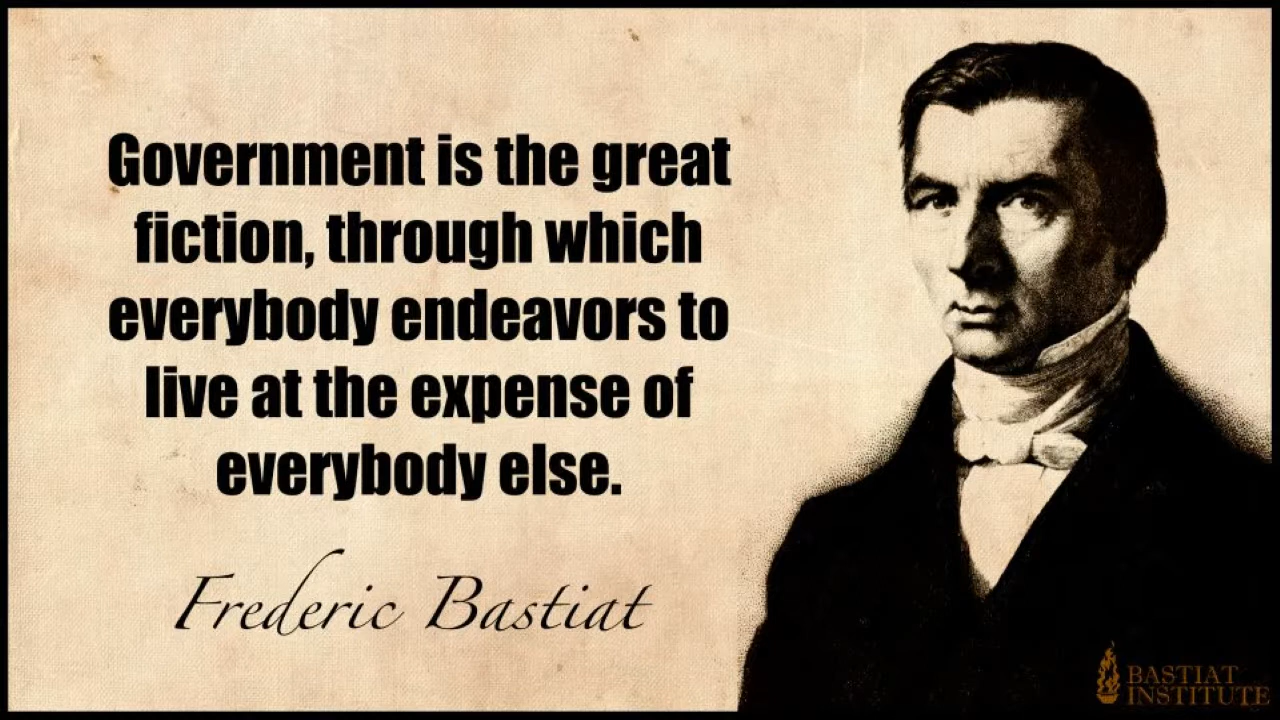 Government is the great
fiction, through which
everybody endeavors to
live at the expense of
everybody else.
Frederic Bastiat
BASTIAT
INSTITUTE